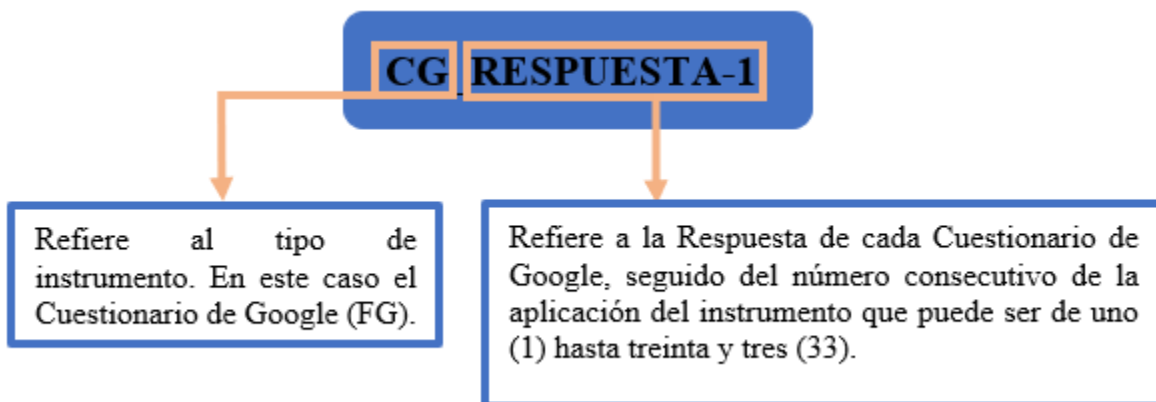 CG_RESPUESTA-1
Refiere al tipo de
instrumento. En este caso el
Cuestionario de Google (FG).
Refiere a la Respuesta de cada Cuestionario de
Google, seguido del número consecutivo de la
aplicación del instrumento que puede ser de uno
(1) hasta treinta y tres (33).